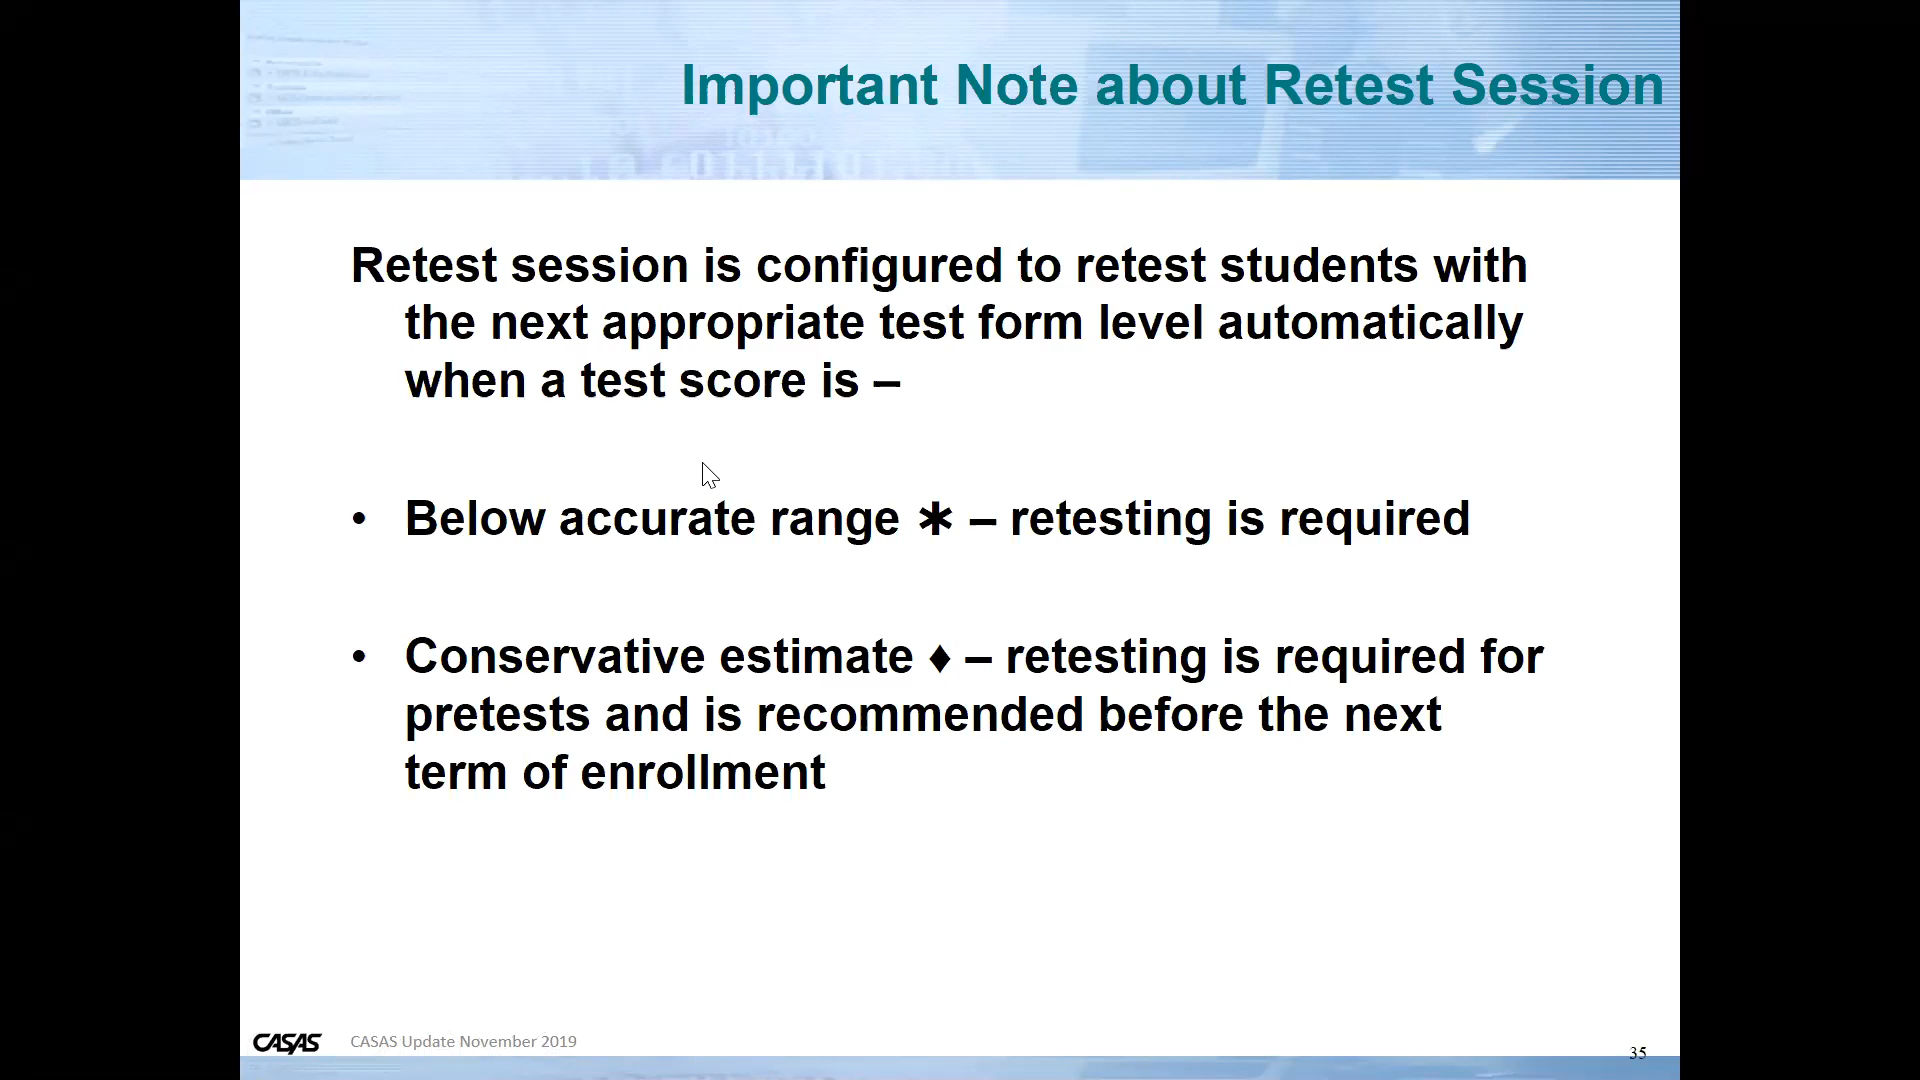 Important Note about Retest Session
Retest session is configured to retest students with
the next appropriate test form level automatically
when a test score is –
• Below accurate range ∗ – retesting is required
• Conservative estimate ♦ – retesting is required for
pretests and is recommended before the next
term of enrollment
CASAS CASAS Update November 2019
35